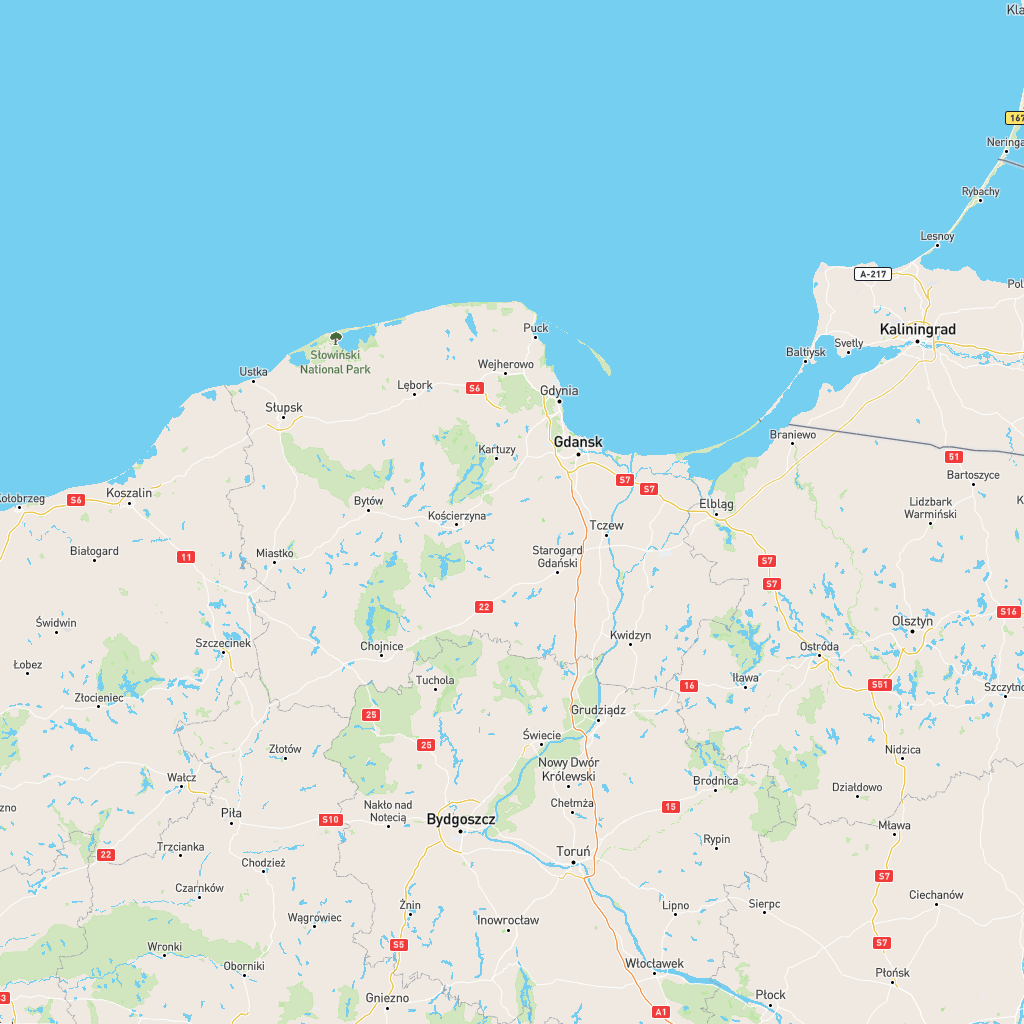 167
Neringa
Rybachy
Lesnoy
A-217
Kaliningrad
Svetly
Baltiysk
Puck
Słowiński
National Park
Wejherowo
Ustka
Lębork
S6
Gdynia
Słupsk
Gdansk
Braniewo
Kartuzy
51
Bartoszyce
S7
S7
Koszalin
Kołobrzeg
S6
Bytów
Elbląg
Lidzbark
Warmiński
Kościerzyna
Tczew
Białogard
11
Miastko
Starogard
Gdański
S7
S7
22
S16
Świdwin
Olsztyn
Kwidzyn
Szczecinek
Chojnice
Ostróda
Łobez
Tuchola
Iława
16
S51
Złocieniec
25
Grudziądz
Świecie
25
Złotów
Nidzica
Nowy Dwór
Królewski
Wałcz
Brodnica
Działdowo
Nakło nad
Notecią
Chełmża
15
Piła
S10
Bydgoszcz
Mława
Rypin
Trzcianka
22
Toruń
Chodzież
S7
Czarnków
Ciechanów
Żnin
Lipno
Sierpc
Wągrowiec
Inowrocław
S5
S7
Wronki
Oborniki
Włocławek
Płońsk
Gniezno
Płock
A1